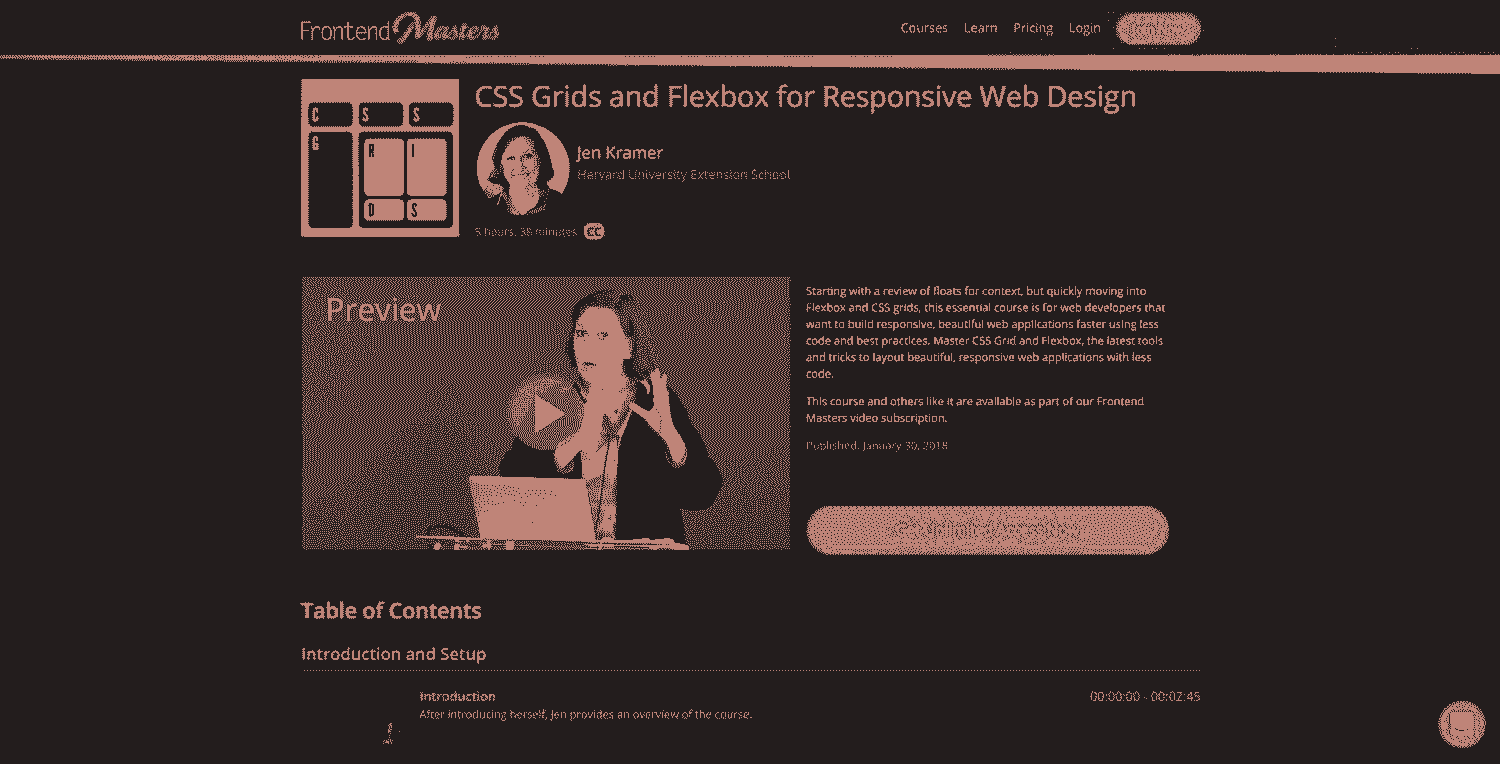 Frontend Masters
Courses Learn Pricing Login
CSS Grids and Flexbox for Responsive Web Design
C S S
G R I
D S
Jen Kramer
Harvard University Extension School
5 hours, 38 minutes CC
Preview
Starting with a review of floats for context, but quickly moving into
Flexbox and CSS grids, this essential course is for web developers that
want to build responsive, beautiful web applications faster using less
code and best practices. Master CSS Grid and Flexbox, the latest tools
and tricks to layout beautiful, responsive web applications with less
code.
This course and others like it are available as part of our Frontend
Masters video subscription.
Published: January 30, 2018
Table of Contents
Introduction and Setup
Introduction
00:00:00 - 00:02:45
After introducing herself, Jen provides an overview of the course.